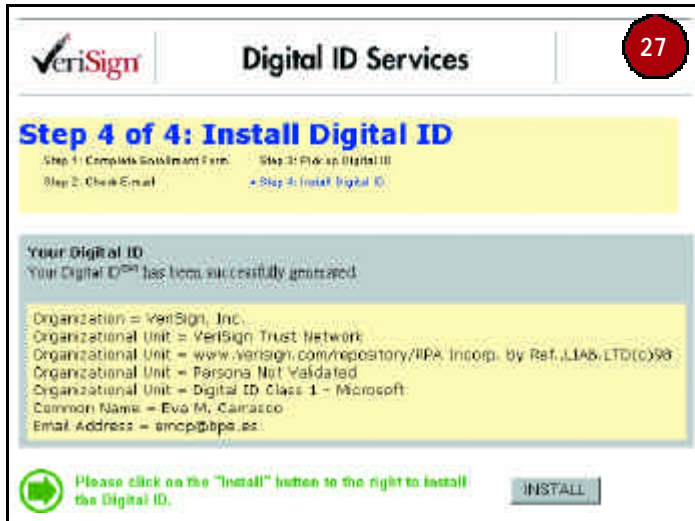 VeriSign
Digital ID Services
27
Step 4 of 4: Install Digital ID
Step 1: Complete Enrollment Form
Step 3: Pick up Digital ID
Step 2: Check E-mail
Step 4: Install Digital ID
Your Digital ID
Your Digital ID(SM) has been successfully generated.
Organization = VeriSign, Inc.
Organizational Unit = VeriSign Trust Network
Organizational Unit = www.verisign.com/repository/RPA Incorp. by Ref.,LIAB.LTD(c)98
Organizational Unit = Persona Not Validated
Organizational Unit = Digital ID Class 1 - Microsoft
Common Name = Eva M. Carrasco
Email Address = emcp@bpe.es
Please click on the "Install" button to the right to install
the Digital ID.
INSTALL